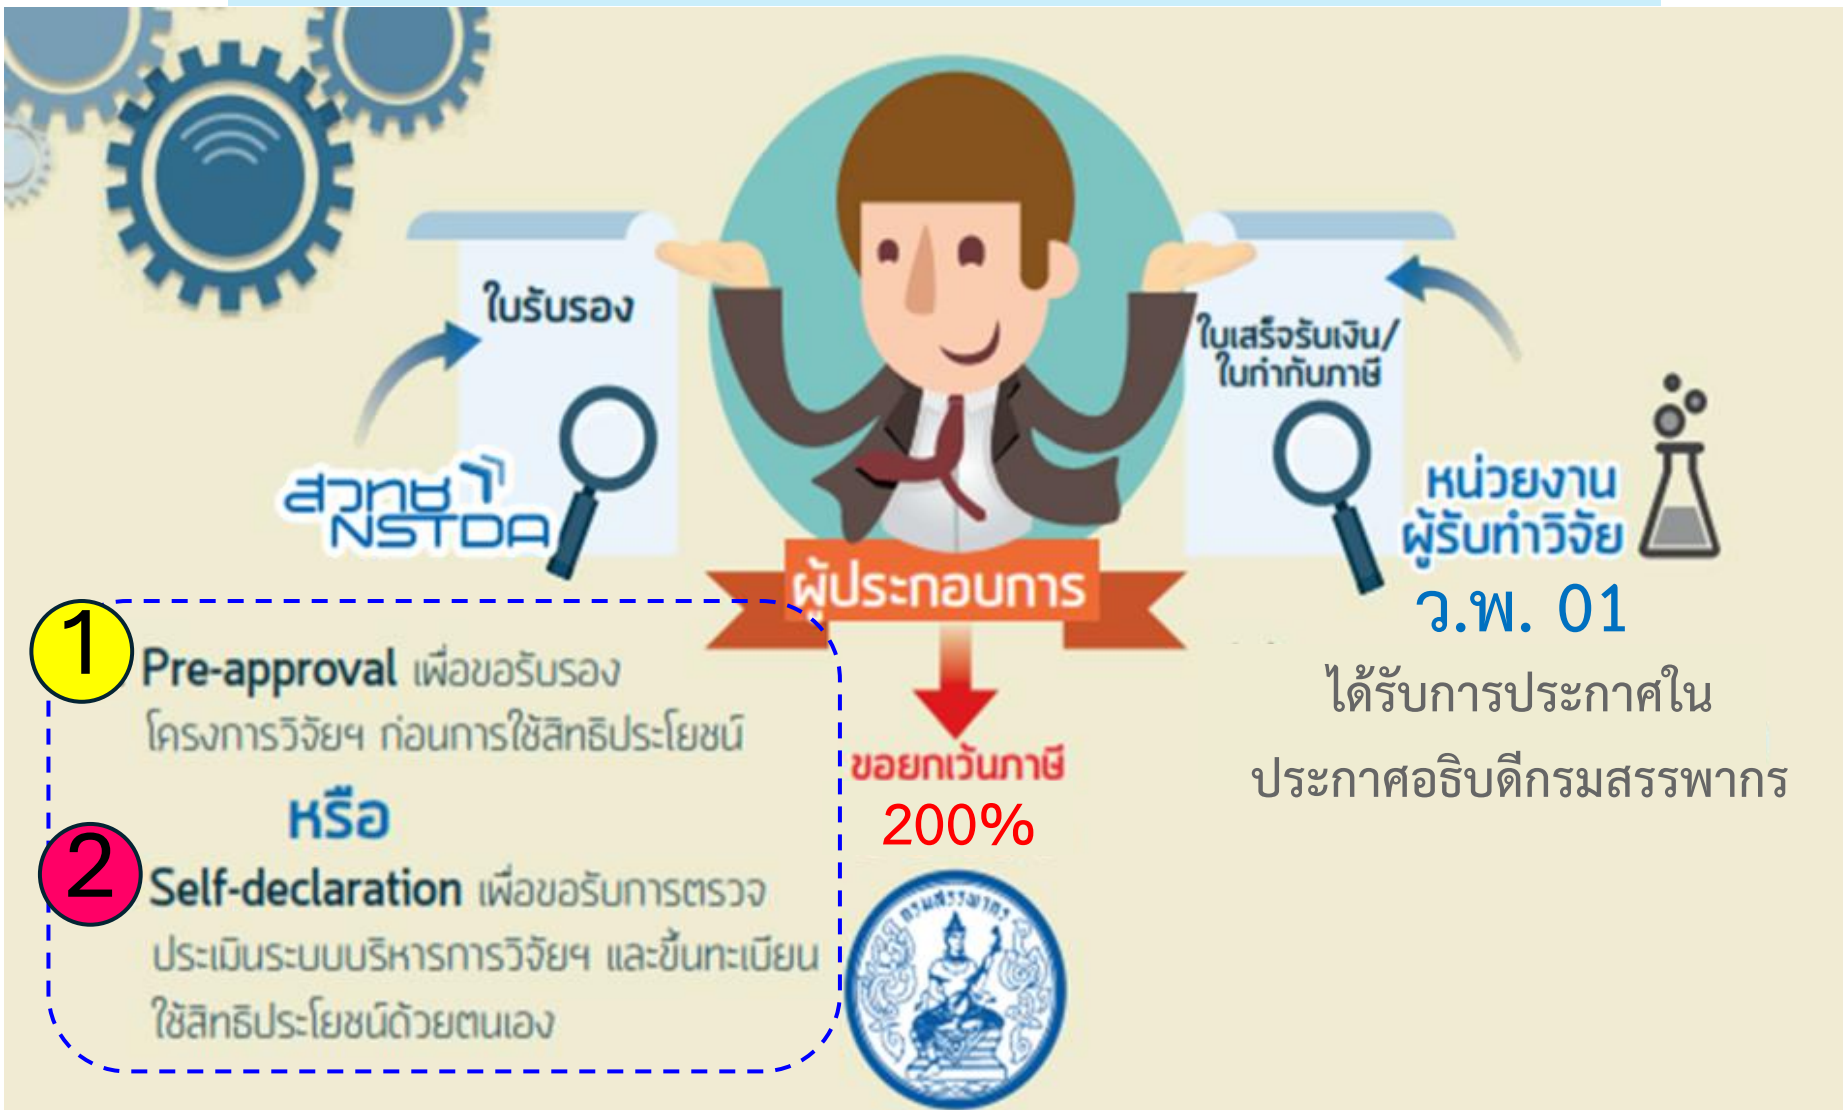 ใบรับรอง
สวทช
NSTDA
ใบเสร็จรับเงิน/
ใบกำกับภาษี
หน่วยงาน
ผู้รับทำวิจัย
ว.พ. 01
ได้รับการประกาศใน
ประกาศอธิบดีกรมสรรพากร
ผู้ประกอบการ
1
Pre-approval เพื่อขอรับรอง
โครงการวิจัยฯ ก่อนการใช้สิทธิประโยชน์
หรือ
2
Self-declaration เพื่อขอรับการตรวจ
ประเมินระบบบริหารการวิจัยฯ และขึ้นทะเบียน
ใช้สิทธิประโยชน์ด้วยตนเอง
ขอยกเว้นภาษี
200%
กรมสรรพากร